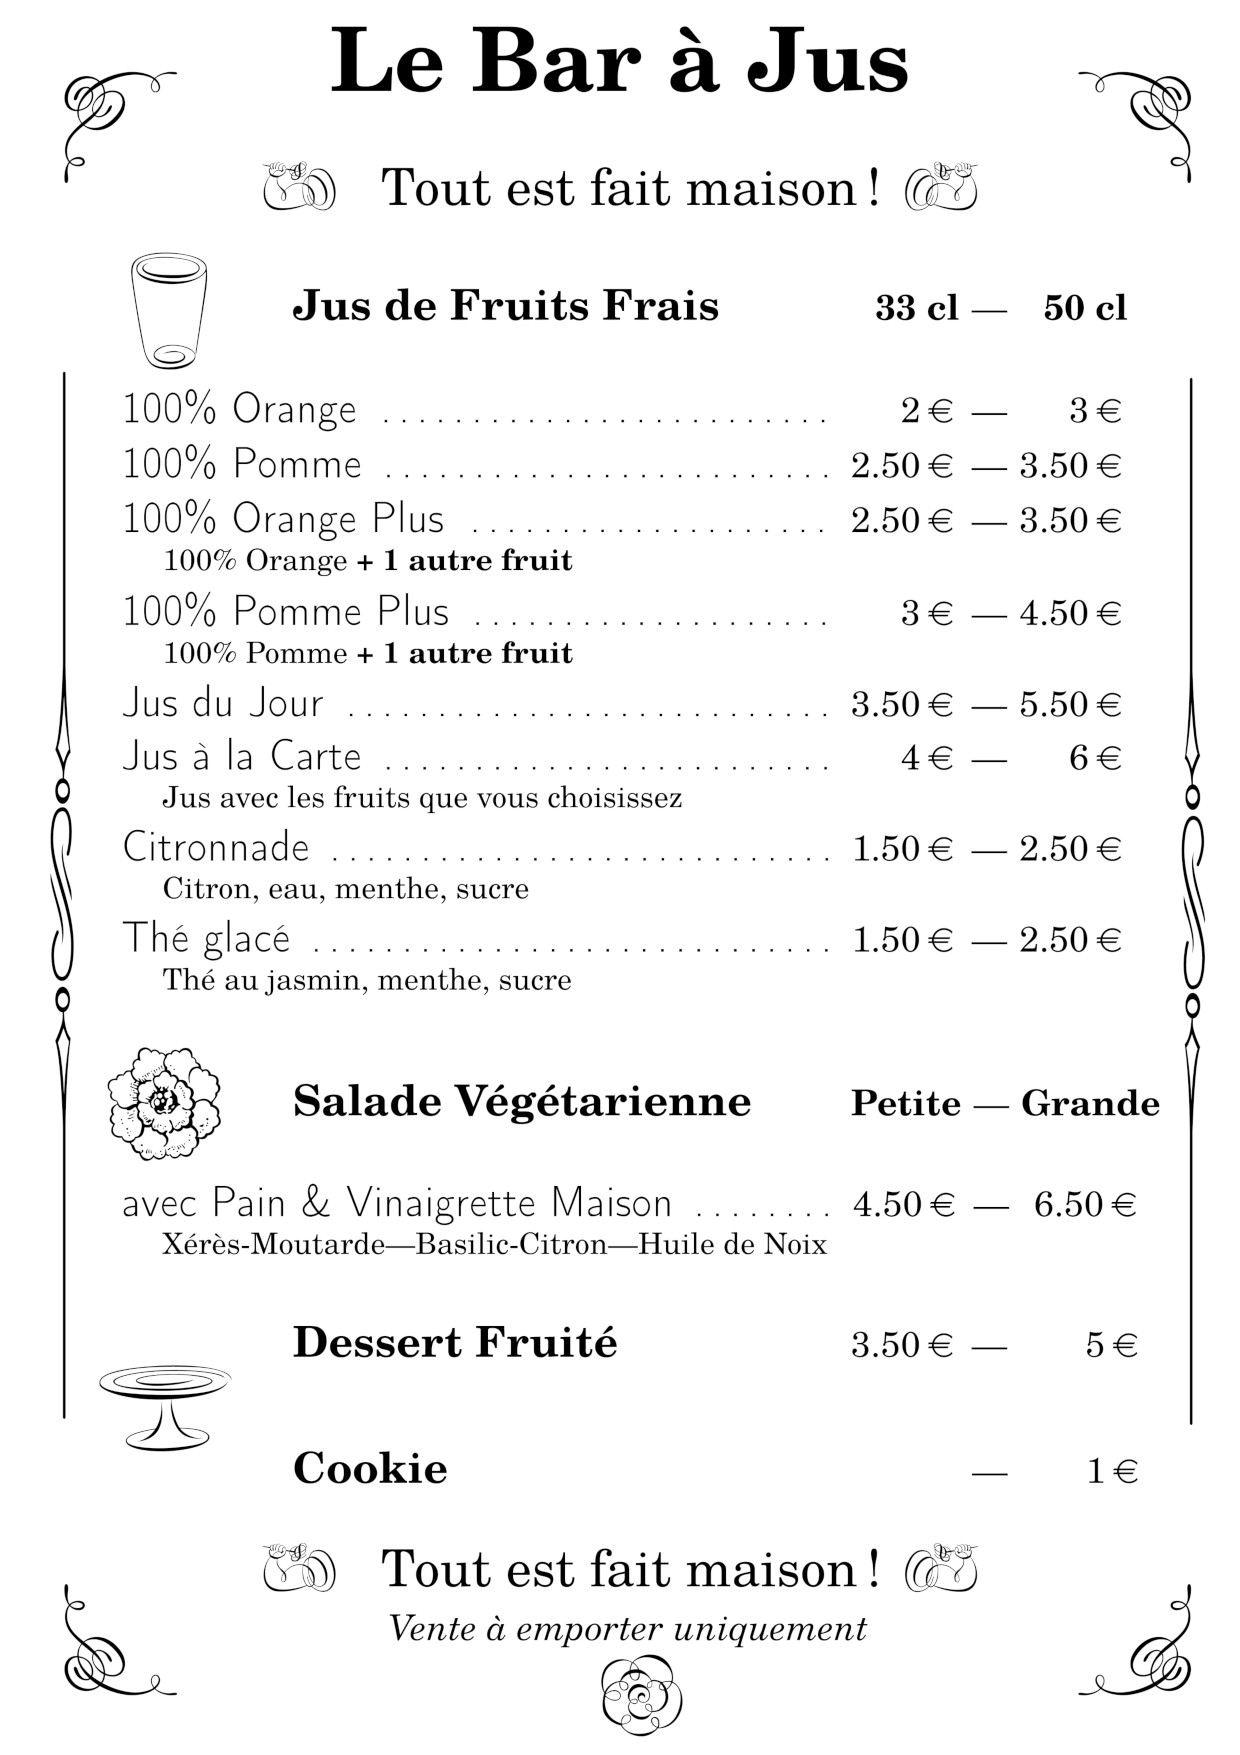 Le Bar à Jus
Tout est fait maison !
Jus de Fruits Frais 33 cl — 50 cl
100% Orange ......................... 2 € — 3 €
100% Pomme ......................... 2.50 € — 3.50 €
100% Orange Plus .................... 2.50 € — 3.50 €
100% Orange + 1 autre fruit
100% Pomme Plus .................... 3 € — 4.50 €
100% Pomme + 1 autre fruit
Jus du Jour ........................... 3.50 € — 5.50 €
Jus à la Carte ......................... 4 € — 6 €
Jus avec les fruits que vous choisissez
Citronnade ............................ 1.50 € — 2.50 €
Citron, eau, menthe, sucre
Thé glacé ............................. 1.50 € — 2.50 €
Thé au jasmin, menthe, sucre
Salade Végétarienne Petite — Grande
avec Pain & Vinaigrette Maison ........ 4.50 € — 6.50 €
Xérès-Moutarde—Basilic-Citron—Huile de Noix
Dessert Fruité 3.50 € — 5 €
Cookie — 1 €
Tout est fait maison !
Vente à emporter uniquement